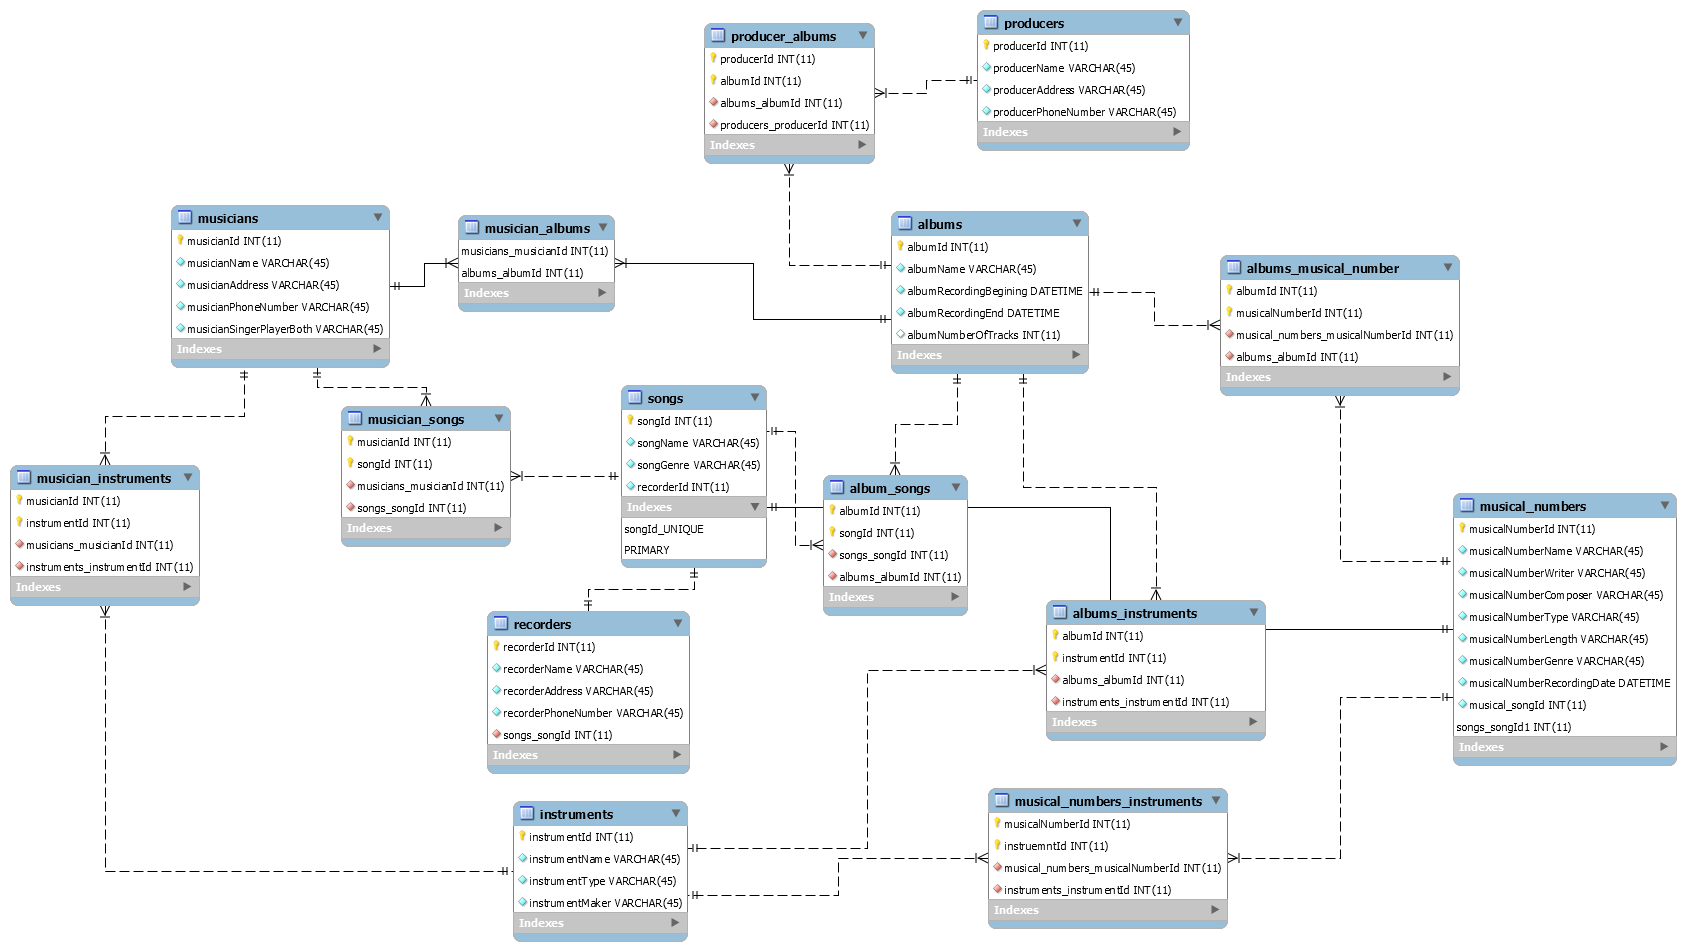 producers
producerId INT(11)
producerName VARCHAR(45)
producerAddress VARCHAR(45)
producerPhoneNumber VARCHAR(45)
Indexes
producer_albums
producerId INT(11)
albumId INT(11)
albums_albumId INT(11)
producers_producerId INT(11)
Indexes
musicians
musicianId INT(11)
musicianName VARCHAR(45)
musicianAddress VARCHAR(45)
musicianPhoneNumber VARCHAR(45)
musicianSingerPlayerBoth VARCHAR(45)
Indexes
musician_albums
musicians_musicianId INT(11)
albums_albumId INT(11)
Indexes
albums
albumId INT(11)
albumName VARCHAR(45)
albumRecordingBegining DATETIME
albumRecordingEnd DATETIME
albumNumberOfTracks INT(11)
Indexes
albums_musical_number
albumId INT(11)
musicalNumberId INT(11)
musical_numbers_musicalNumberId INT(11)
albums_albumId INT(11)
Indexes
musician_songs
musicianId INT(11)
songId INT(11)
musicians_musicianId INT(11)
songs_songId INT(11)
Indexes
songs
songId INT(11)
songName VARCHAR(45)
songGenre VARCHAR(45)
recorderId INT(11)
Indexes
songId_UNIQUE
PRIMARY
musician_instruments
musicianId INT(11)
instrumentId INT(11)
musicians_musicianId INT(11)
instruments_instrumentId INT(11)
Indexes
album_songs
albumId INT(11)
songId INT(11)
songs_songId INT(11)
albums_albumId INT(11)
Indexes
musical_numbers
musicalNumberId INT(11)
musicalNumberName VARCHAR(45)
musicalNumberWriter VARCHAR(45)
musicalNumberComposer VARCHAR(45)
musicalNumberType VARCHAR(45)
musicalNumberLength VARCHAR(45)
musicalNumberGenre VARCHAR(45)
musicalNumberRecordingDate DATETIME
musical_songId INT(11)
songs_songId1 INT(11)
Indexes
recorders
recorderId INT(11)
recorderName VARCHAR(45)
recorderAddress VARCHAR(45)
recorderPhoneNumber VARCHAR(45)
songs_songId INT(11)
Indexes
albums_instruments
albumId INT(11)
instrumentId INT(11)
albums_albumId INT(11)
instruments_instrumentId INT(11)
Indexes
instruments
instrumentId INT(11)
instrumentName VARCHAR(45)
instrumentType VARCHAR(45)
instrumentMaker VARCHAR(45)
Indexes
musical_numbers_instruments
musicalNumberId INT(11)
instruemntId INT(11)
musical_numbers_musicalNumberId INT(11)
instruments_instrumentId INT(11)
Indexes